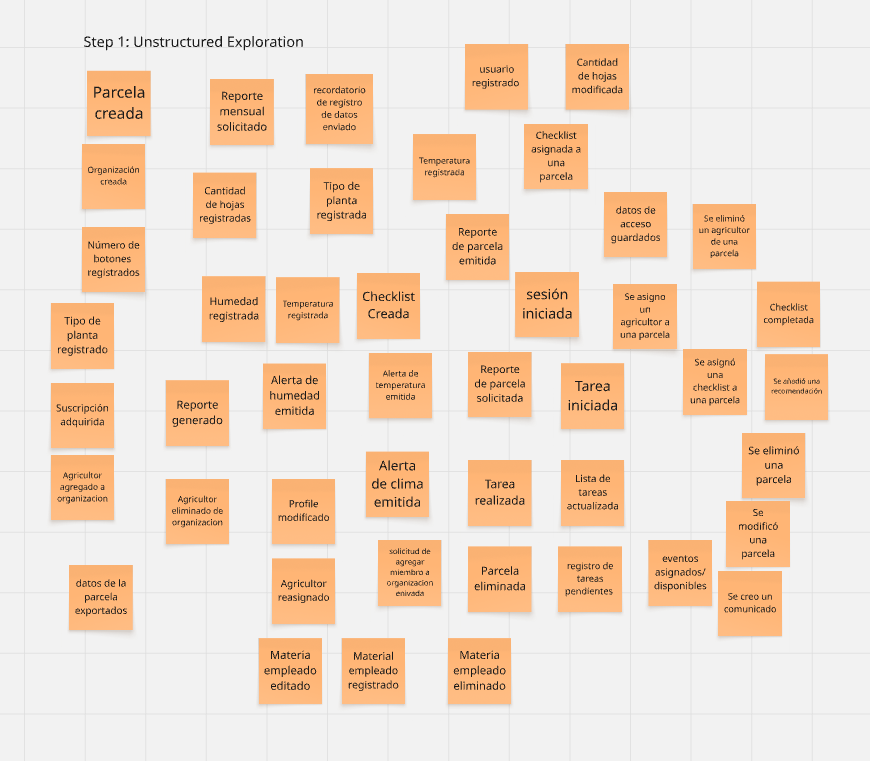 Step 1: Unstructured Exploration
usuario
registrado
Cantidad
de hojas
modificada
Parcela
creada
Reporte
mensual
solicitado
recordatorio
de registro
de datos
enviado
Checklist
asignada a
una
parcela
Temperatura
registrada
Organización
creada
Cantidad
de hojas
registradas
Tipo de
planta
registrada
datos de
acceso
guardados
Se eliminó
un agricultor
de una
parcela
Reporte
de parcela
emitida
Número de
botones
registrados
Humedad
registrada
Temperatura
registrada
Checklist
Creada
sesión
iniciada
Se asigno
un
agricultor a
una parcela
Checklist
completada
Tipo de
planta
registrado
Se asignó
una
checklist a
una parcela
Se añadió una
recomendación
Suscripción
adquirida
Reporte
generado
Alerta de
humedad
emitida
Alerta de
temperatura
emitida
Reporte
de parcela
solicitada
Tarea
iniciada
Se eliminó
una
parcela
Agricultor
agregado a
organizacion
Agricultor
eliminado de
organizacion
Profile
modificado
Alerta
de clima
emitida
Tarea
realizada
Lista de
tareas
actualizada
Se
modificó
una
parcela
datos de la
parcela
exportados
Agricultor
reasignado
solicitud de
agregar
miembro a
organizacion
enivada
Parcela
eliminada
registro de
tareas
pendientes
eventos
asignados/
disponibles
Se creo un
comunicado
Materia
empleado
editado
Material
empleado
registrado
Materia
empleado
eliminado